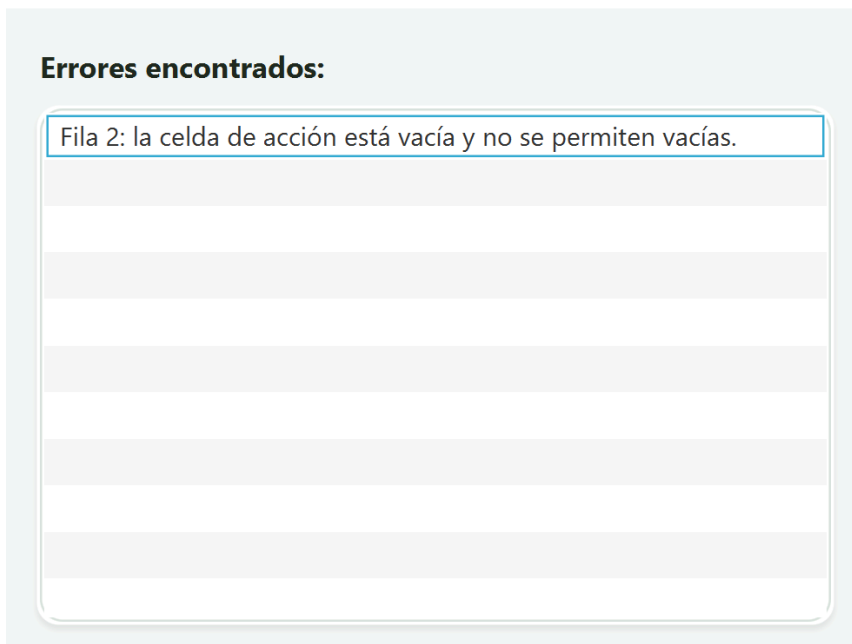 Errores encontrados:
Fila 2: la celda de acción está vacía y no se permiten vacías.